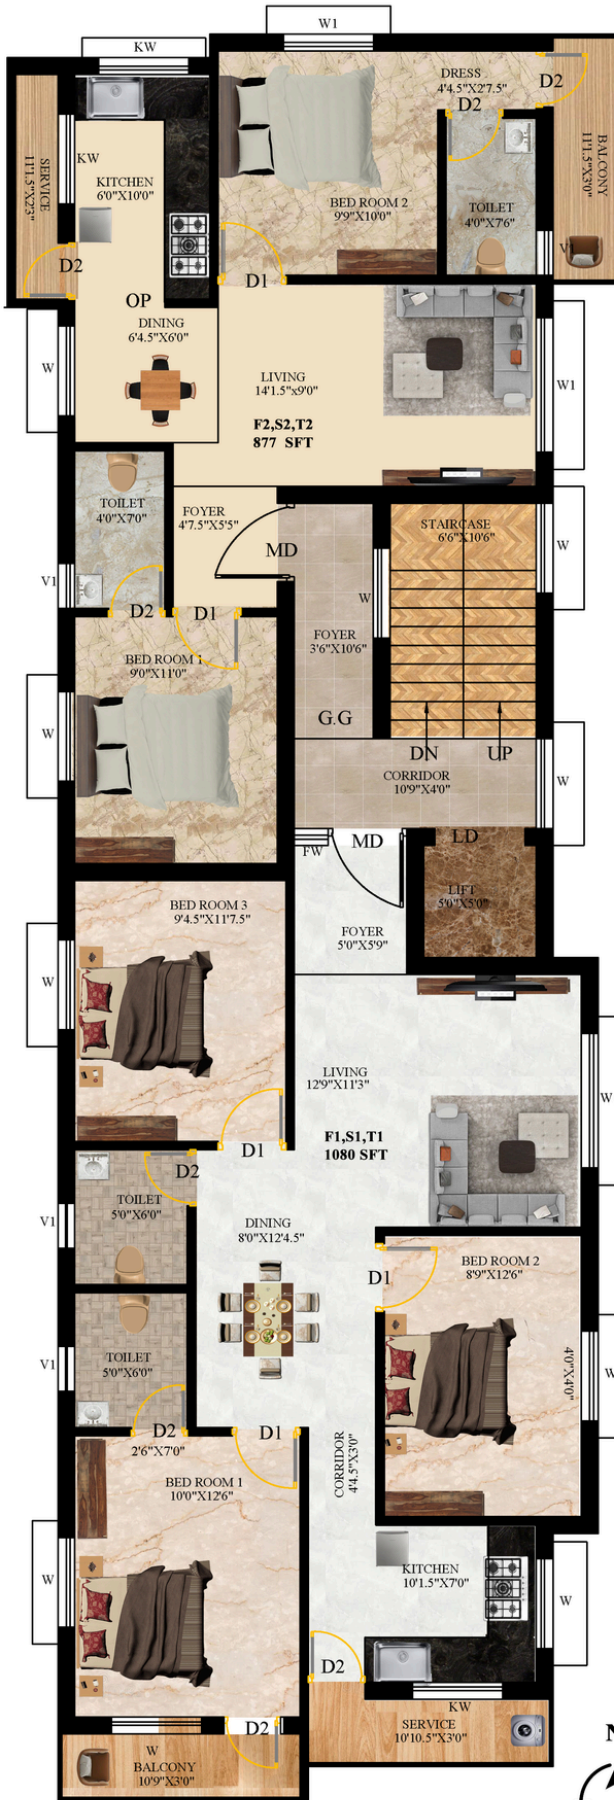 W1
KW
DRESS
4'4.5"X2'7.5"
D2
D2
KW
SERVICE
11'1.5"X2'3"
KITCHEN
6'0"X10'0"
BED ROOM 2
9'9"X10'0"
TOILET
4'0"X7'6"
BALCONY
11'1.5"X3'0"
D2
D1
OP
DINING
6'4.5"X6'0"
W
LIVING
14'1.5"x9'0"
W1
F2,S2,T2
877 SFT
TOILET
4'0"X7'0"
FOYER
4'7.5"X5'5"
STAIRCASE
6'6"X10'6"
MD
W
V1
W
D2
D1
FOYER
3'6"X10'6"
BED ROOM 1
9'0"X11'0"
G.G
W
DN
UP
CORRIDOR
10'9"X4'0"
W
MD
LD
FW
LIFT
5'0"X5'0"
BED ROOM 3
9'4.5"X11'7.5"
FOYER
5'0"X5'9"
W
LIVING
12'9"X11'3"
W
F1,S1,T1
1080 SFT
D1
D2
TOILET
5'0"X6'0"
V1
DINING
8'0"X12'4.5"
D1
BED ROOM 2
8'9"X12'6"
TOILET
5'0"X6'0"
V1
4'0"X4'0"
W
D2
2'6"X7'0"
D1
CORRIDOR
4'4.5"X3'0"
BED ROOM 1
10'0"X12'6"
W
KITCHEN
10'1.5"X7'0"
W
D2
KW
D2
SERVICE
10'10.5"X3'0"
W
BALCONY
10'9"X3'0"
N